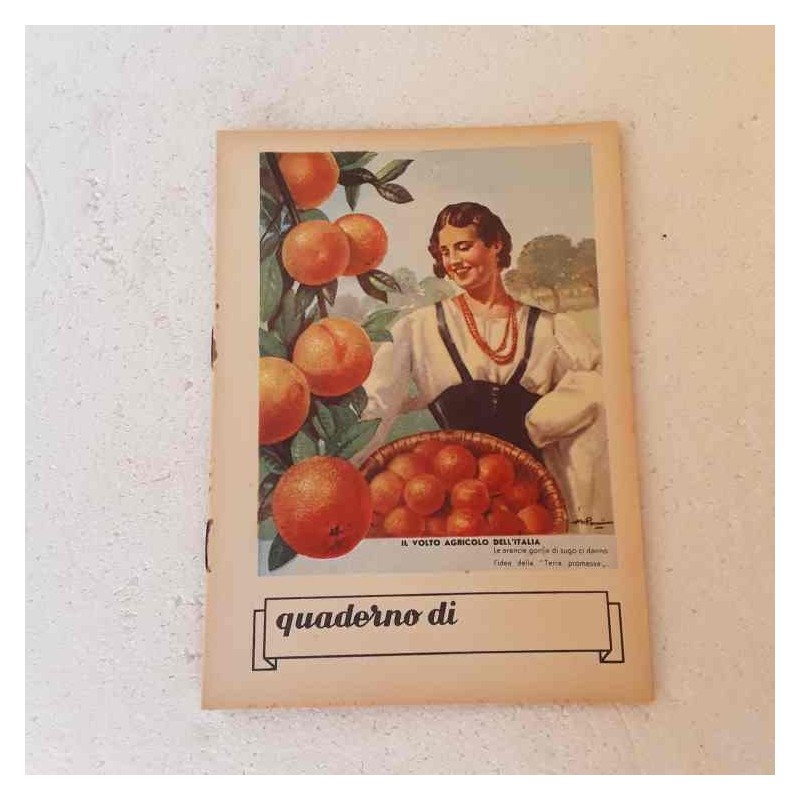 IL VOLTO AGRICOLO DELL'ITALIA
Le arancie gonfie di sugo ci danno
l'idea della "Terra promessa„
quaderno di